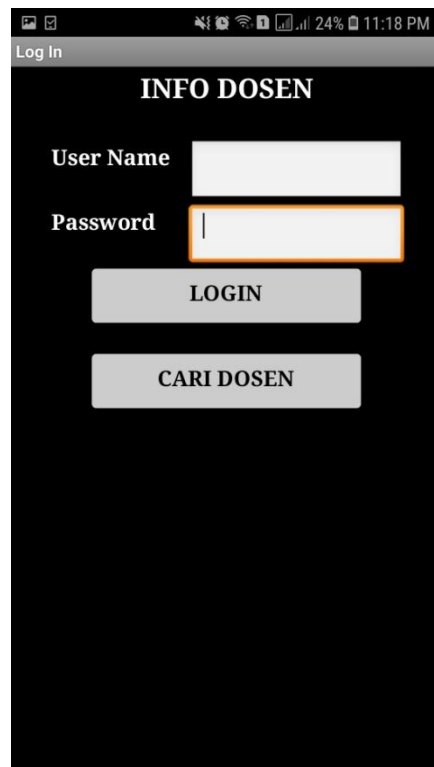 24% 11:18 PM
Log In
INFO DOSEN
User Name
Password
LOGIN
CARI DOSEN